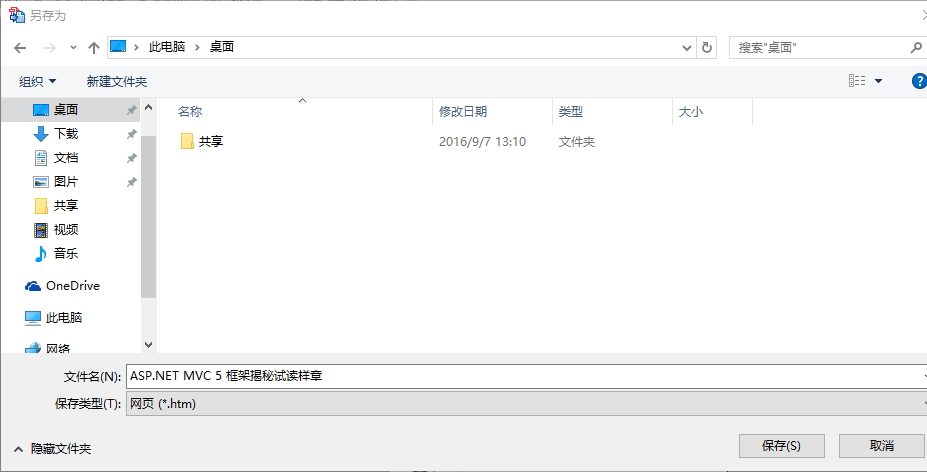 另存为
此电脑 › 桌面
搜索"桌面"
组织 新建文件夹
名称 修改日期 类型 大小
桌面
下载
文档
图片
共享
视频
音乐
OneDrive
此电脑
网络
共享 2016/9/7 13:10 文件夹
文件名(N): ASP.NET MVC 5 框架揭秘试读样章
保存类型(T): 网页 (*.htm)
隐藏文件夹 保存(S) 取消